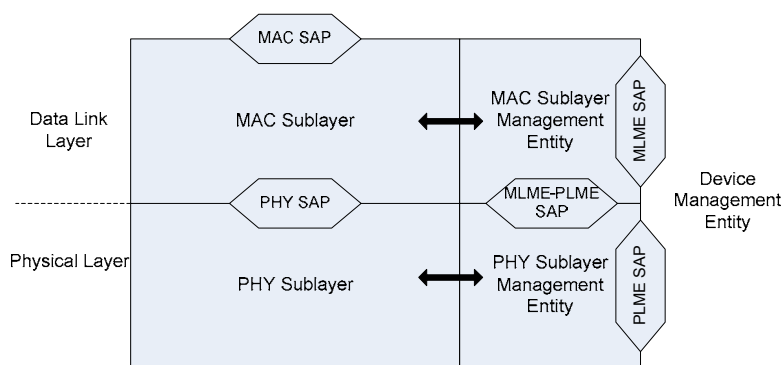 MAC SAP
Data Link
Layer
MAC Sublayer
MAC Sublayer
Management
Entity
MLME SAP
PHY SAP
MLME-PLME
SAP
Device
Management
Entity
Physical Layer
PHY Sublayer
PHY Sublayer
Management
Entity
PLME SAP